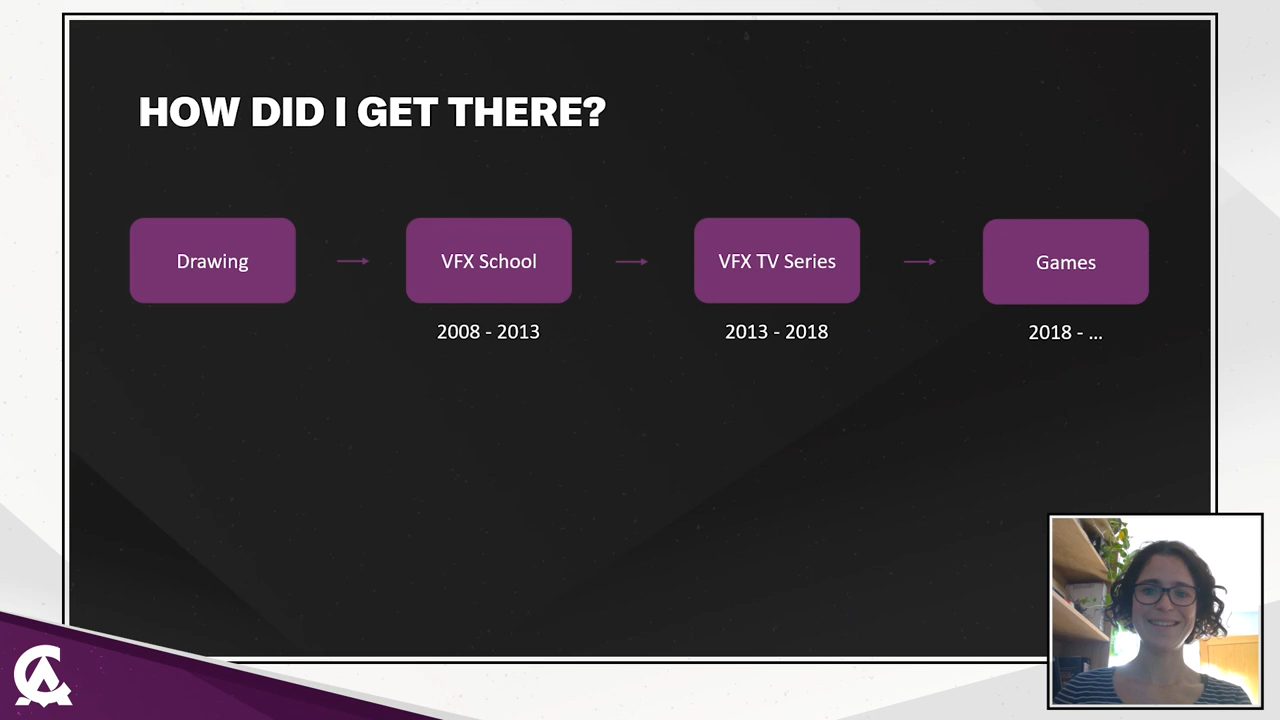 HOW DID I GET THERE?
Drawing
VFX School
VFX TV Series
Games
2008 - 2013
2013 - 2018
2018 - ...